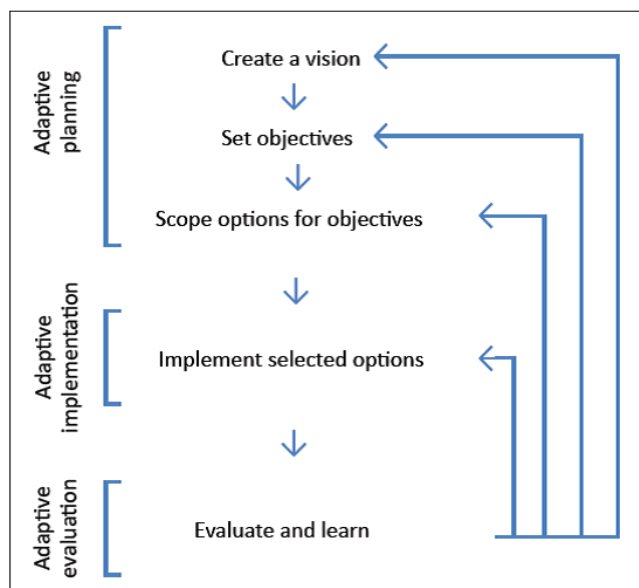 Adaptive
planning
Create a vision
Set objectives
Scope options for objectives
Adaptive
implementation
Implement selected options
Adaptive
evaluation
Evaluate and learn